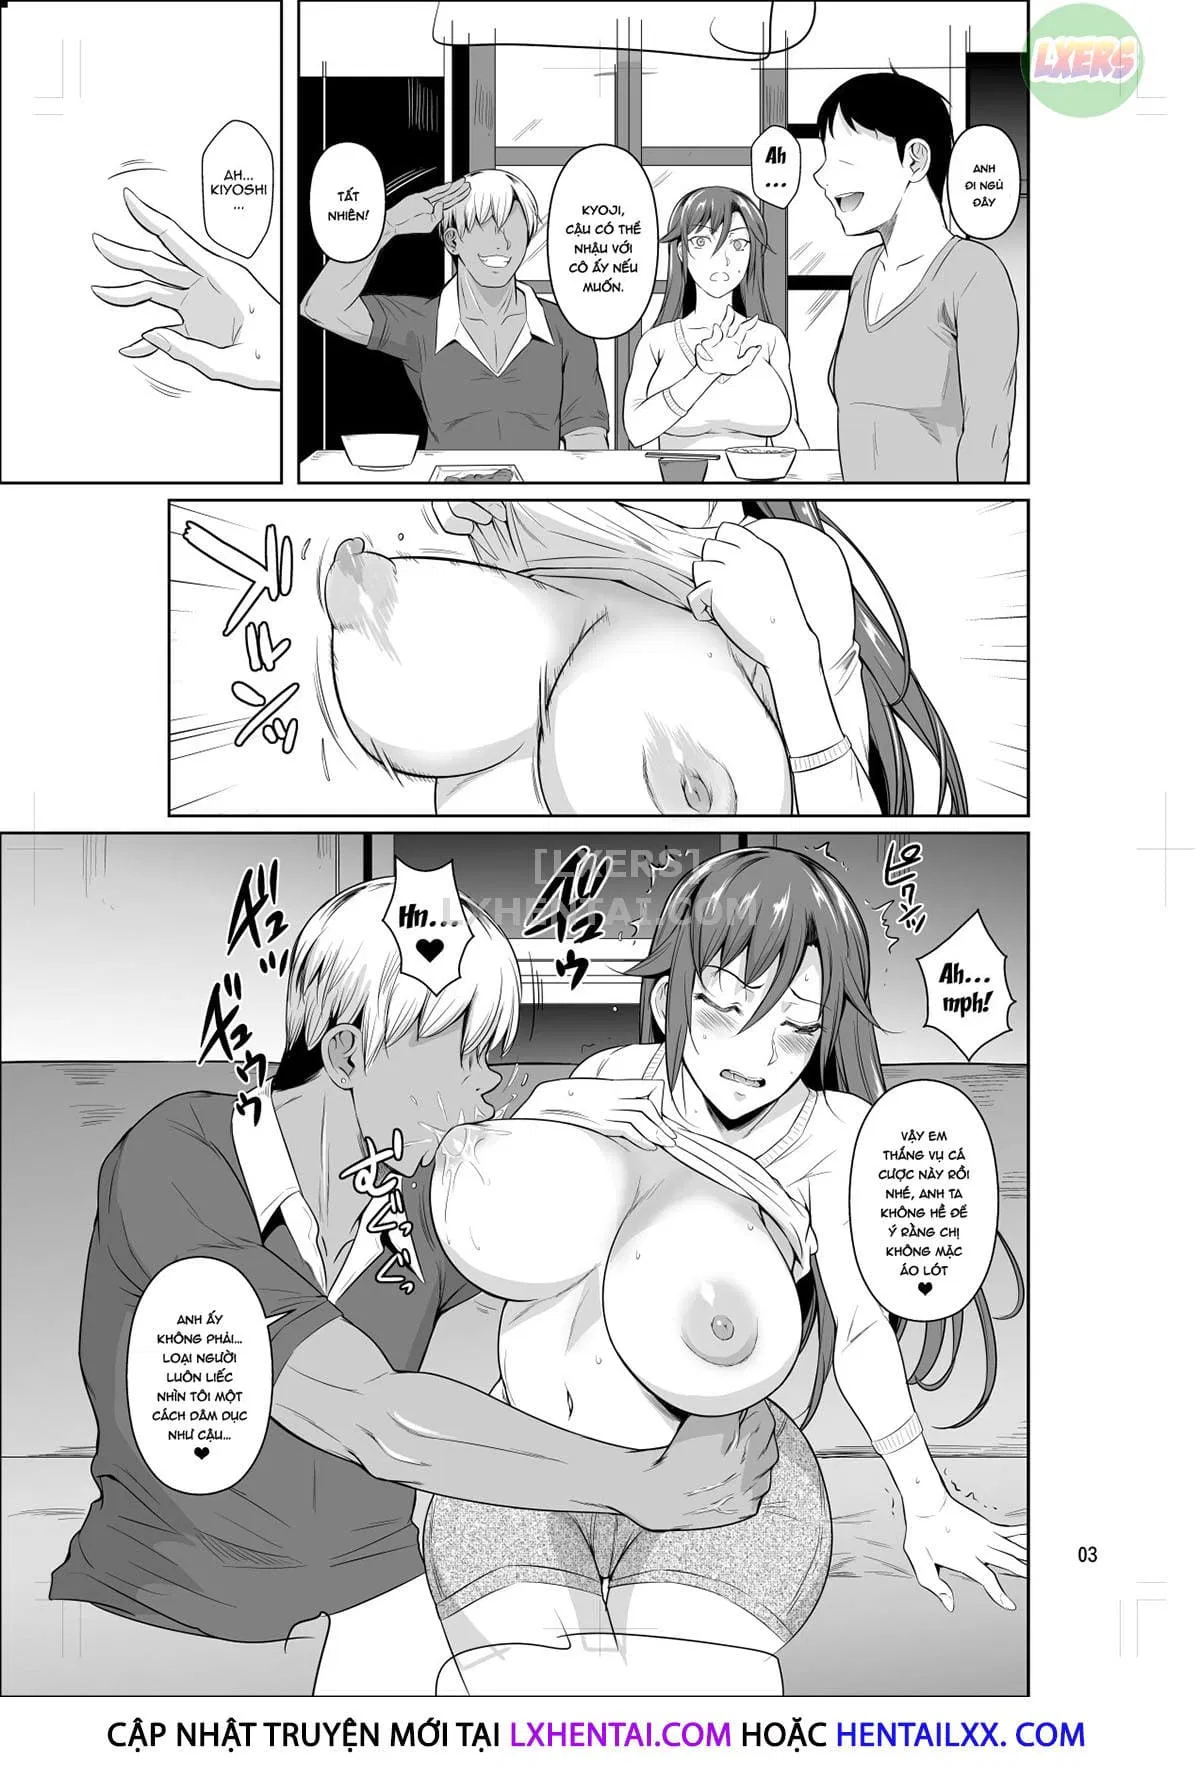 LXERS
ANH
ĐI NGỦ
ĐÂY
Ah
...
KYOJI,
CẬU CÓ THỂ
NHẬU VỚI
CÔ ẤY NẾU
MUỐN.
TẤT
NHIÊN!
AH...
KIYOSHI
...
[LXERS]
LXHENTAI.COM
Ah...
mph!
Hn...
♥
VẬY EM
THẮNG VỤ CÁ
CƯỢC NÀY RỒI
NHÉ, ANH TA
KHÔNG HỀ ĐỂ
Ý RẰNG CHỊ
KHÔNG MẶC
ÁO LÓT
♥
ANH ẤY
KHÔNG PHẢI...
LOẠI NGƯỜI
LUÔN LIẾC
NHÌN TÔI MỘT
CÁCH DÂM DỤC
NHƯ CẬU...
♥
03
CẬP NHẬT TRUYỆN MỚI TẠI LXHENTAI.COM HOẶC HENTAILXX. COM